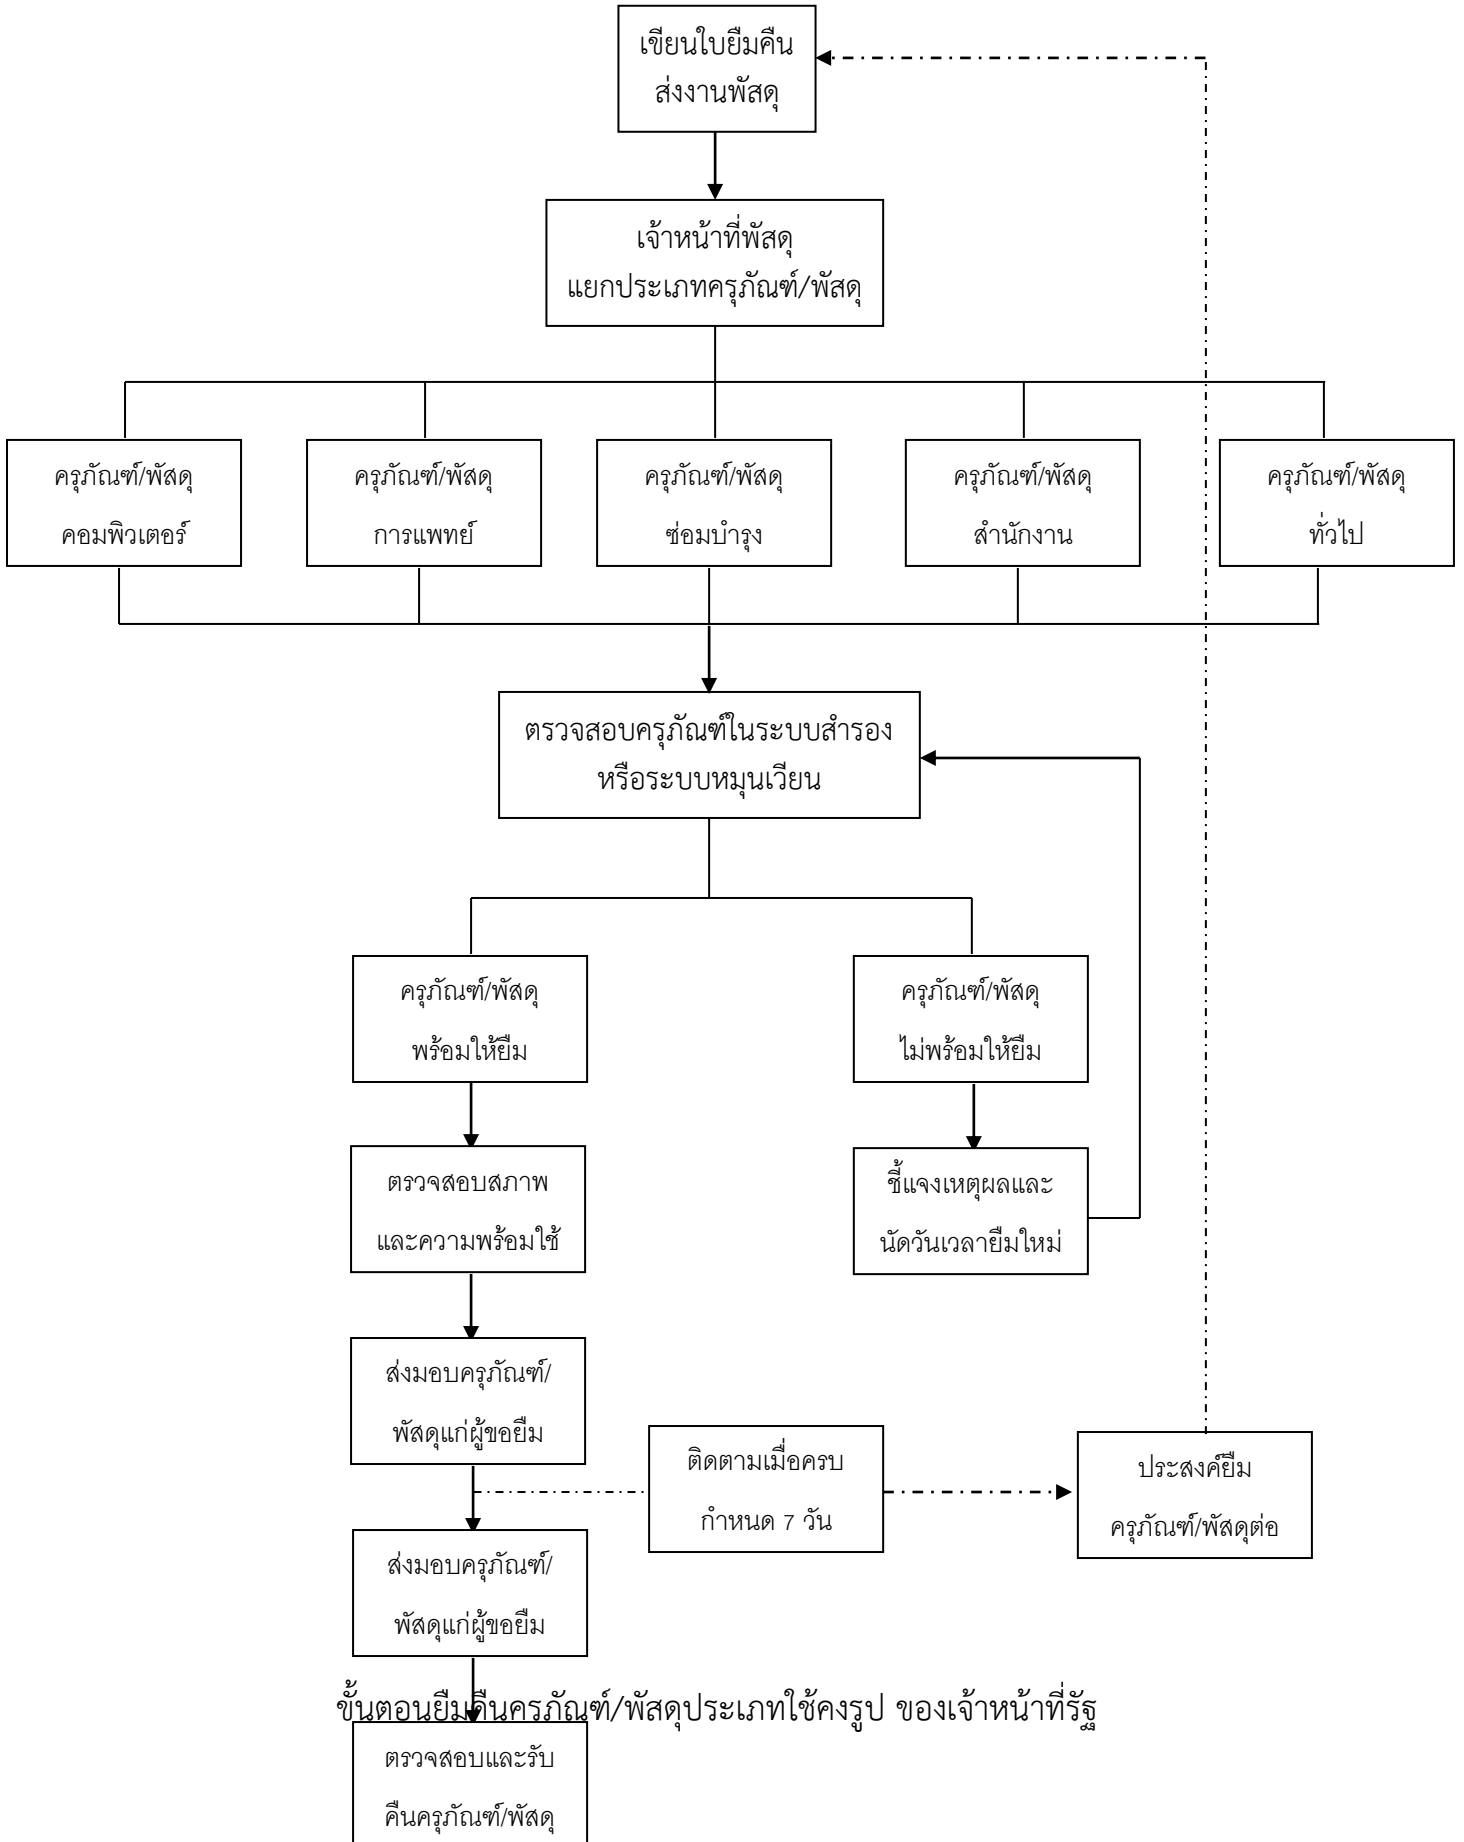 เขียนใบยืมคืน
ส่งงานพัสดุ
เจ้าหน้าที่พัสดุ
แยกประเภทครุภัณฑ์/พัสดุ
ครุภัณฑ์/พัสดุ
คอมพิวเตอร์
ครุภัณฑ์/พัสดุ
การแพทย์
ครุภัณฑ์/พัสดุ
ซ่อมบำรุง
ครุภัณฑ์/พัสดุ
สำนักงาน
ครุภัณฑ์/พัสดุ
ทั่วไป
ตรวจสอบครุภัณฑ์ในระบบสำรอง
หรือระบบหมุนเวียน
ครุภัณฑ์/พัสดุ
พร้อมให้ยืม
ครุภัณฑ์/พัสดุ
ไม่พร้อมให้ยืม
ตรวจสอบสภาพ
และความพร้อมใช้
ชี้แจงเหตุผลและ
นัดวันเวลายืมใหม่
ส่งมอบครุภัณฑ์/
พัสดุแก่ผู้ขอยืม
ติดตามเมื่อครบ
กำหนด 7 วัน
ประสงค์ยืม
ครุภัณฑ์/พัสดุต่อ
ส่งมอบครุภัณฑ์/
พัสดุแก่ผู้ขอยืม
ขั้นตอนยืมคืนครภัณฑ์/พัสดุประเภทใช้คงรูป ของเจ้าหน้าที่รัฐ
ตรวจสอบและรับ
คืนครุภัณฑ์/พัสดุ